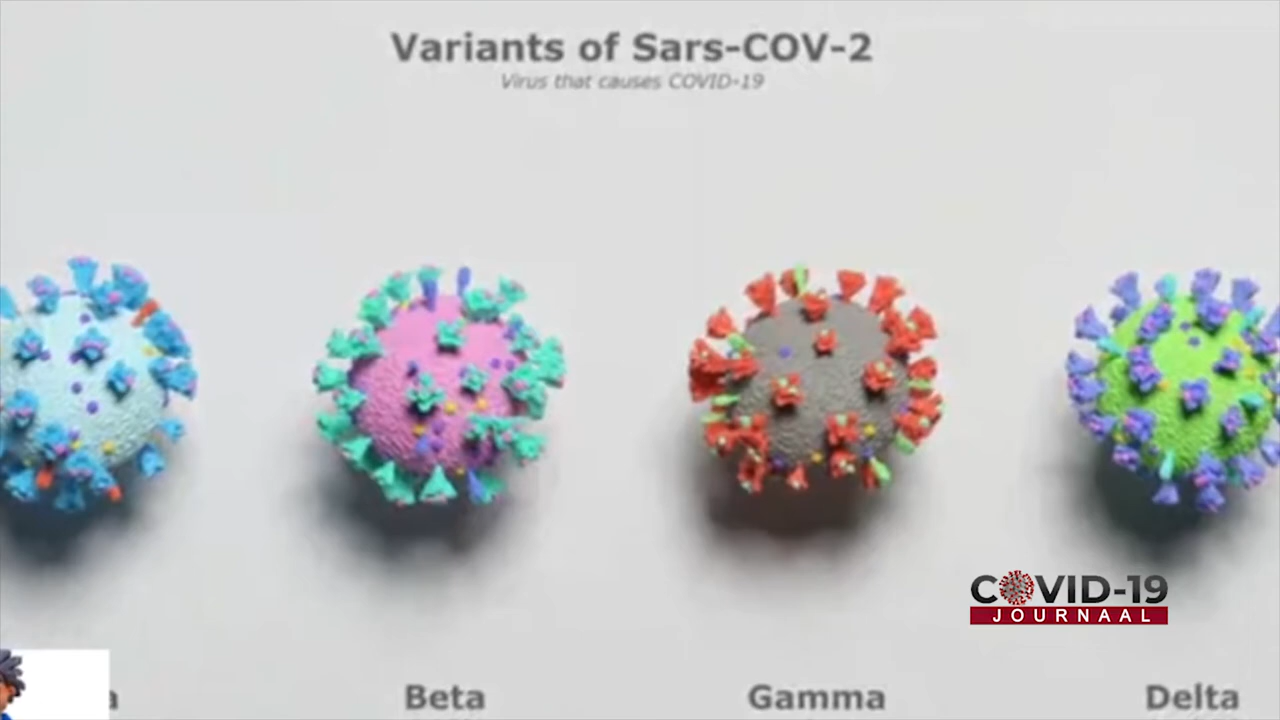 Variants of Sars-COV-2
Virus that causes COVID-19
COVID-19
JOURNAAL
Beta
Gamma
Delta